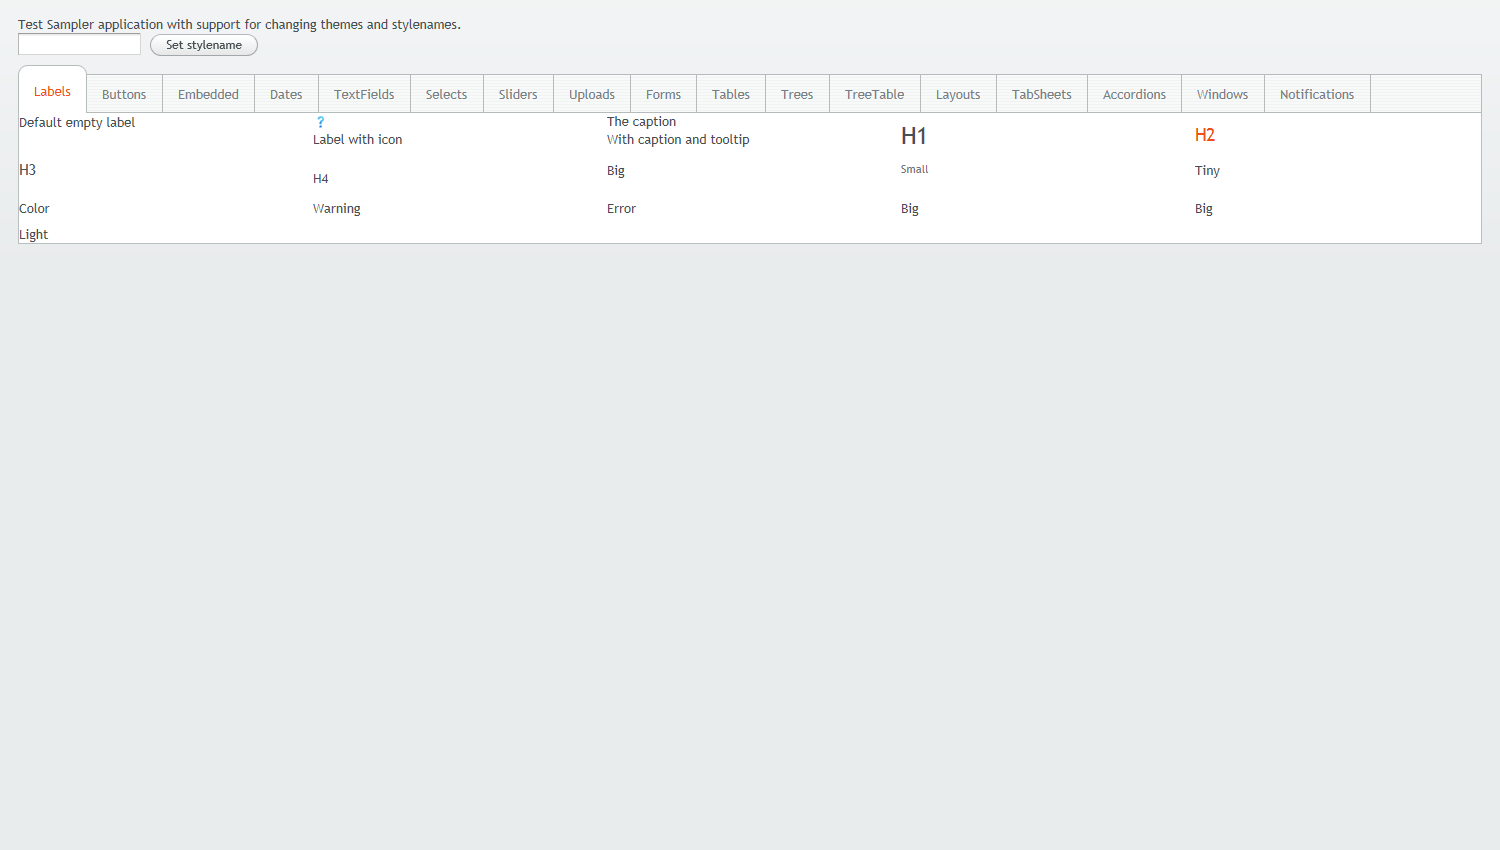 Test Sampler application with support for changing themes and stylenames.
Set stylename
Labels Buttons Embedded Dates TextFields Selects Sliders Uploads Forms Tables Trees TreeTable Layouts TabSheets Accordions Windows Notifications
Default empty label
?
Label with icon
The caption
With caption and tooltip
H1
H2
H3
H4
Big
Small
Tiny
Color
Warning
Error
Big
Big
Light